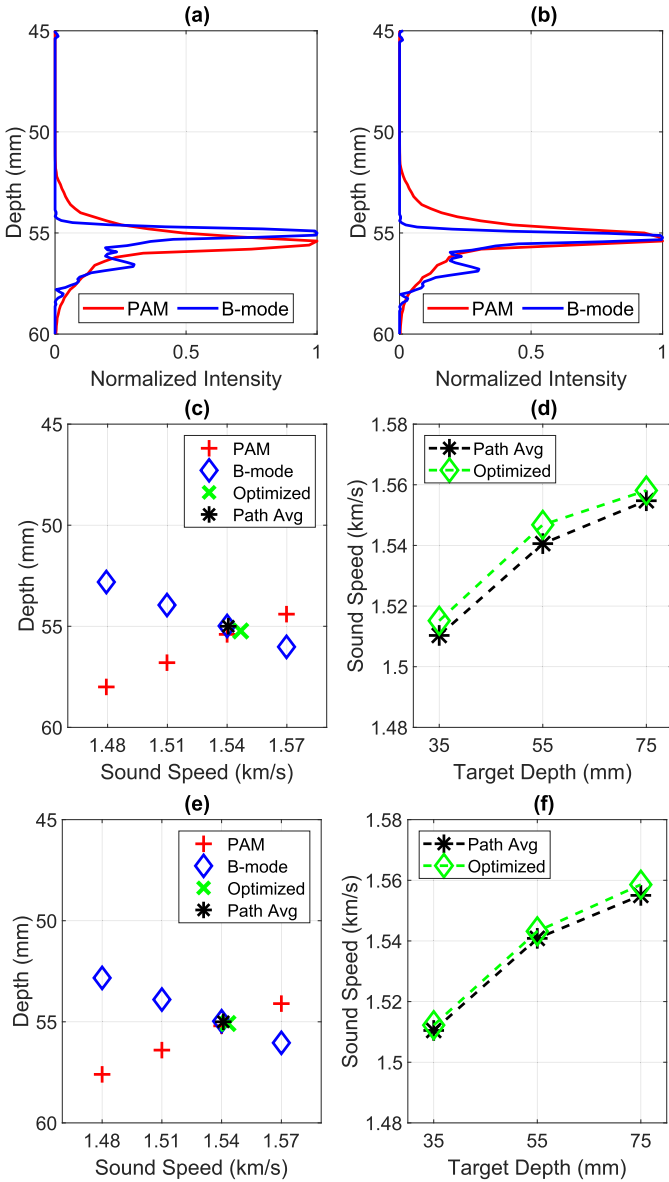 (a)
45
50
55
60
Depth (mm)
PAM
B-mode
0
0.5
1
Normalized Intensity
(b)
45
50
55
60
Depth (mm)
PAM
B-mode
0
0.5
1
Normalized Intensity
(c)
45
50
55
60
Depth (mm)
PAM
B-mode
Optimized
Path Avg
1.48
1.51
1.54
1.57
Sound Speed (km/s)
(d)
1.58
1.56
1.54
1.52
1.5
1.48
Sound Speed (km/s)
Path Avg
Optimized
35
55
75
Target Depth (mm)
(e)
45
50
55
60
Depth (mm)
PAM
B-mode
Optimized
Path Avg
1.48
1.51
1.54
1.57
Sound Speed (km/s)
(f)
1.58
1.56
1.54
1.52
1.5
1.48
Sound Speed (km/s)
Path Avg
Optimized
35
55
75
Target Depth (mm)